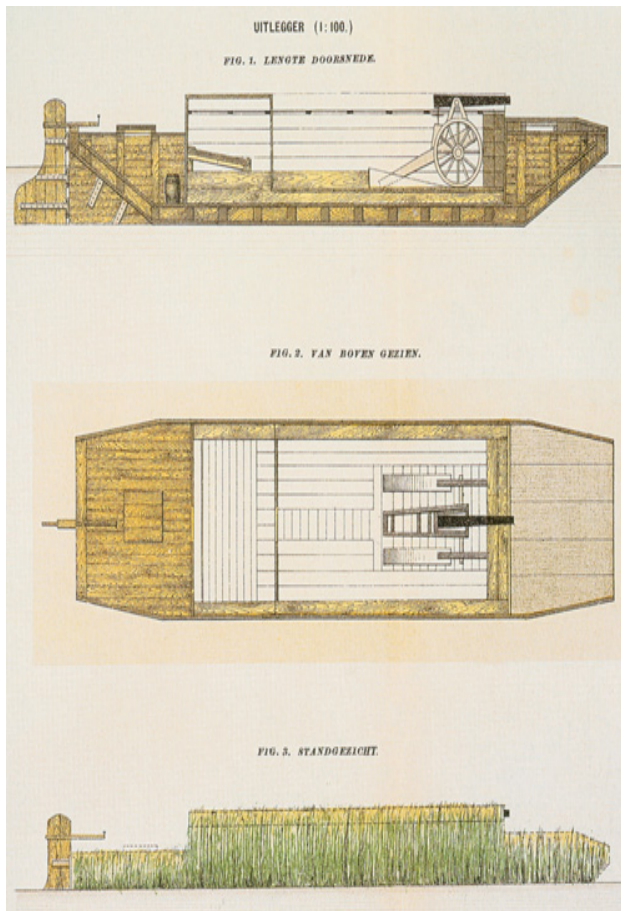 UITLEGGER (1:100.)
FIG. 1. LENGTE DOORSNEDE.
FIG. 2. VAN BOVEN GEZIEN.
FIG. 3. STANDGEZICHT.